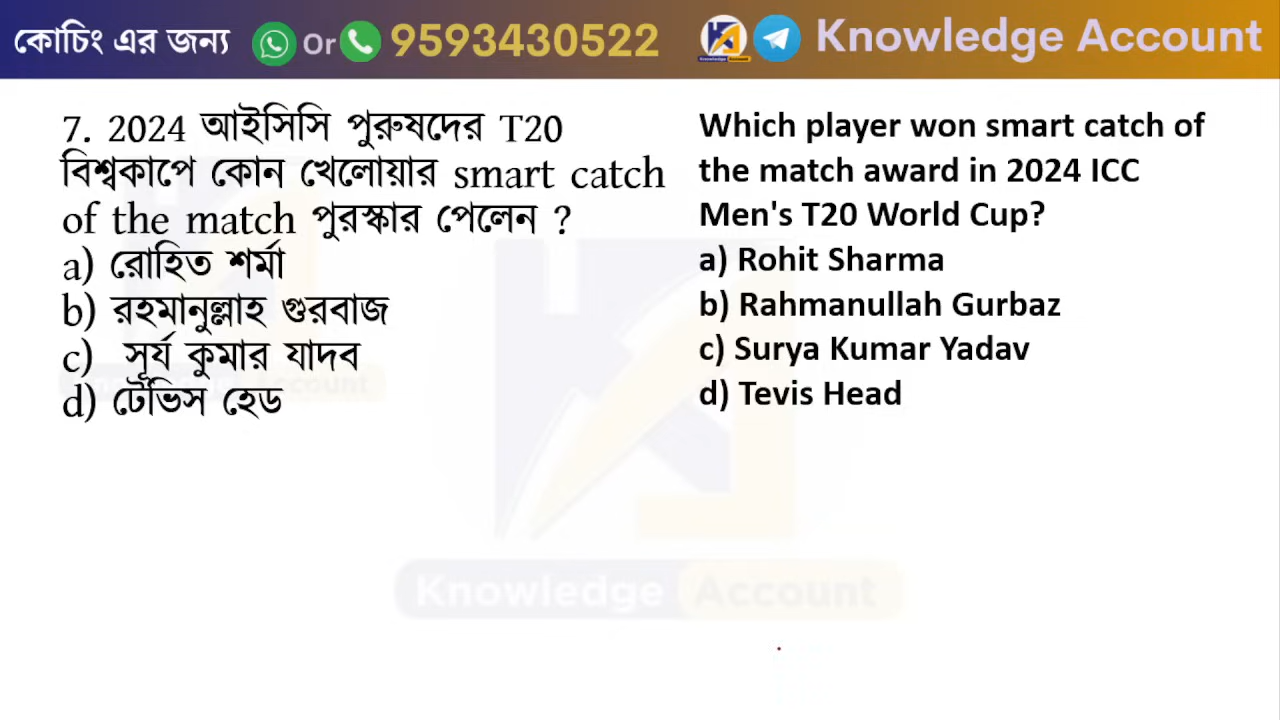 কোচিং এর জন্য Or 9593430522 Knowledge Account
7. 2024 আইসিসি পুরুষদের T20
বিশ্বকাপে কোন খেলোয়ার smart catch
of the match পুরস্কার পেলেন ?
a) রোহিত শর্মা
b) রহমানুল্লাহ গুরবাজ
c) সূর্য কুমার যাদব
d) টেভিস হেড
Which player won smart catch of
the match award in 2024 ICC
Men's T20 World Cup?
a) Rohit Sharma
b) Rahmanullah Gurbaz
c) Surya Kumar Yadav
d) Tevis Head
Knowledge Account